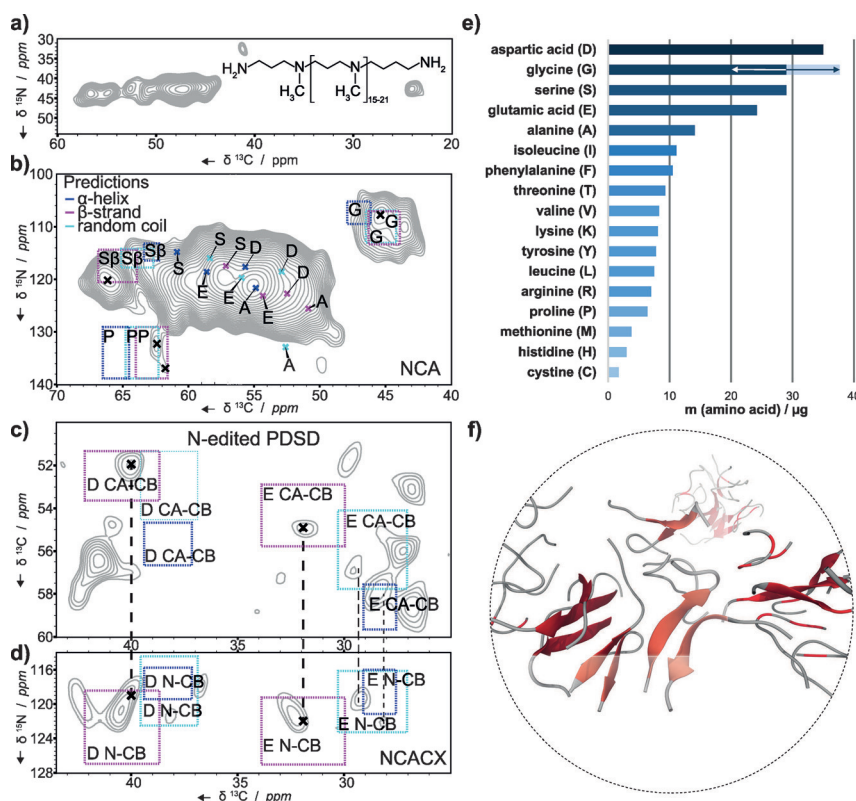 a)
30
40
50
δ ¹⁵N / ppm
H₂N
N
H₃C
N
H₃C
15-21
NH₂
60 50 40 30 20
δ ¹³C / ppm
b)
100
110
120
130
140
δ ¹⁵N / ppm
Predictions
α-helix
β-strand
random coil
G
G
G
Sβ Sβ Sβ
S S S D D
E E D
E A E A
P PP
A
NCA
70 65 60 55 50 45 40
δ ¹³C / ppm
c)
N-edited PDSD
52
54
56
58
60
δ ¹³C / ppm
D CA-CB
D CA-CB
D CA-CB
E CA-CB
E CA-CB
E CA-CB
40 35 30
d)
116
120
124
128
δ ¹⁵N / ppm
D N-CB
D N-CB
D N-CB
E N-CB
E N-CB
E N-CB
NCACX
40 35 30
δ ¹³C / ppm
e)
aspartic acid (D)
glycine (G)
serine (S)
glutamic acid (E)
alanine (A)
isoleucine (I)
phenylalanine (F)
threonine (T)
valine (V)
lysine (K)
tyrosine (Y)
leucine (L)
arginine (R)
proline (P)
methionine (M)
histidine (H)
cystine (C)
0 10 20 30 40
m (amino acid) / µg
f)